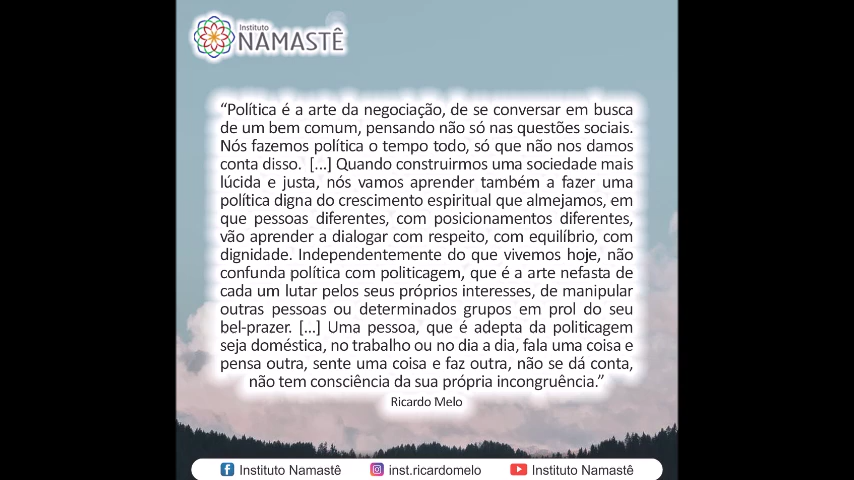 Instituto
NAMASTÊ
“Política é a arte da negociação, de se conversar em busca
de um bem comum, pensando não só nas questões sociais.
Nós fazemos política o tempo todo, só que não nos damos
conta disso. [...] Quando construirmos uma sociedade mais
lúcida e justa, nós vamos aprender também a fazer uma
política digna do crescimento espiritual que almejamos, em
que pessoas diferentes, com posicionamentos diferentes,
vão aprender a dialogar com respeito, com equilíbrio, com
dignidade. Independentemente do que vivemos hoje, não
confunda política com politicagem, que é a arte nefasta de
cada um lutar pelos seus próprios interesses, de manipular
outras pessoas ou determinados grupos em prol do seu
bel-prazer. [...] Uma pessoa, que é adepta da politicagem
seja doméstica, no trabalho ou no dia a dia, fala uma coisa e
pensa outra, sente uma coisa e faz outra, não se dá conta,
não tem consciência da sua própria incongruência.”
Ricardo Melo
Instituto Namastê inst.ricardomelo Instituto Namastê